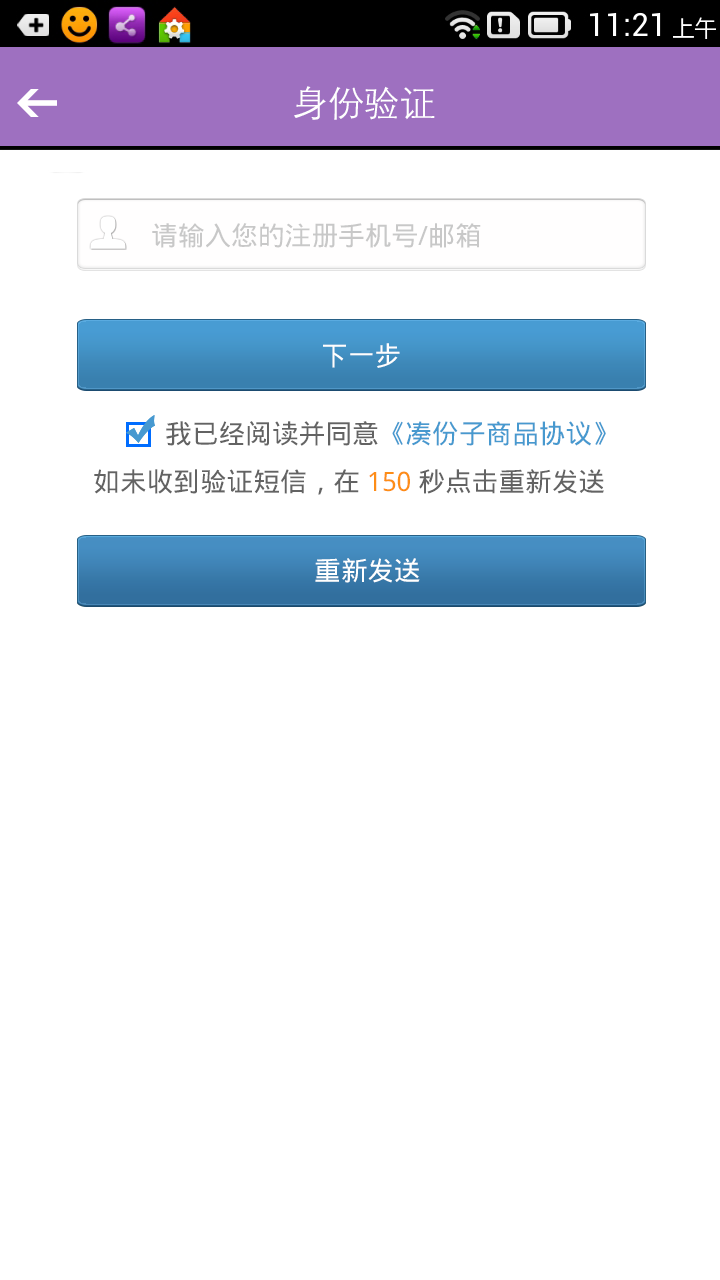 11:21 上午
身份验证
请输入您的注册手机号/邮箱
下一步
我已经阅读并同意《凑份子商品协议》
如未收到验证短信，在 150 秒点击重新发送
重新发送